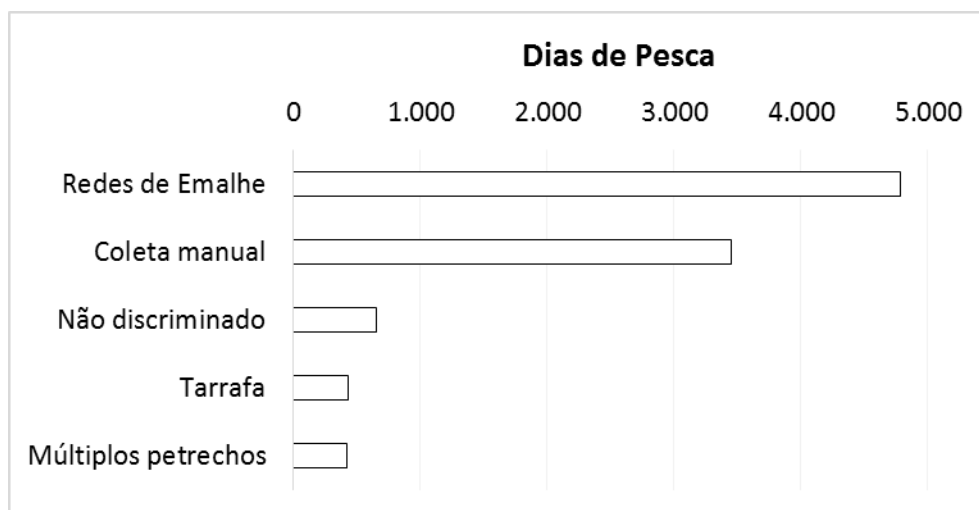 Dias de Pesca
0 1.000 2.000 3.000 4.000 5.000
Redes de Emalhe
Coleta manual
Não discriminado
Tarrafa
Múltiplos petrechos